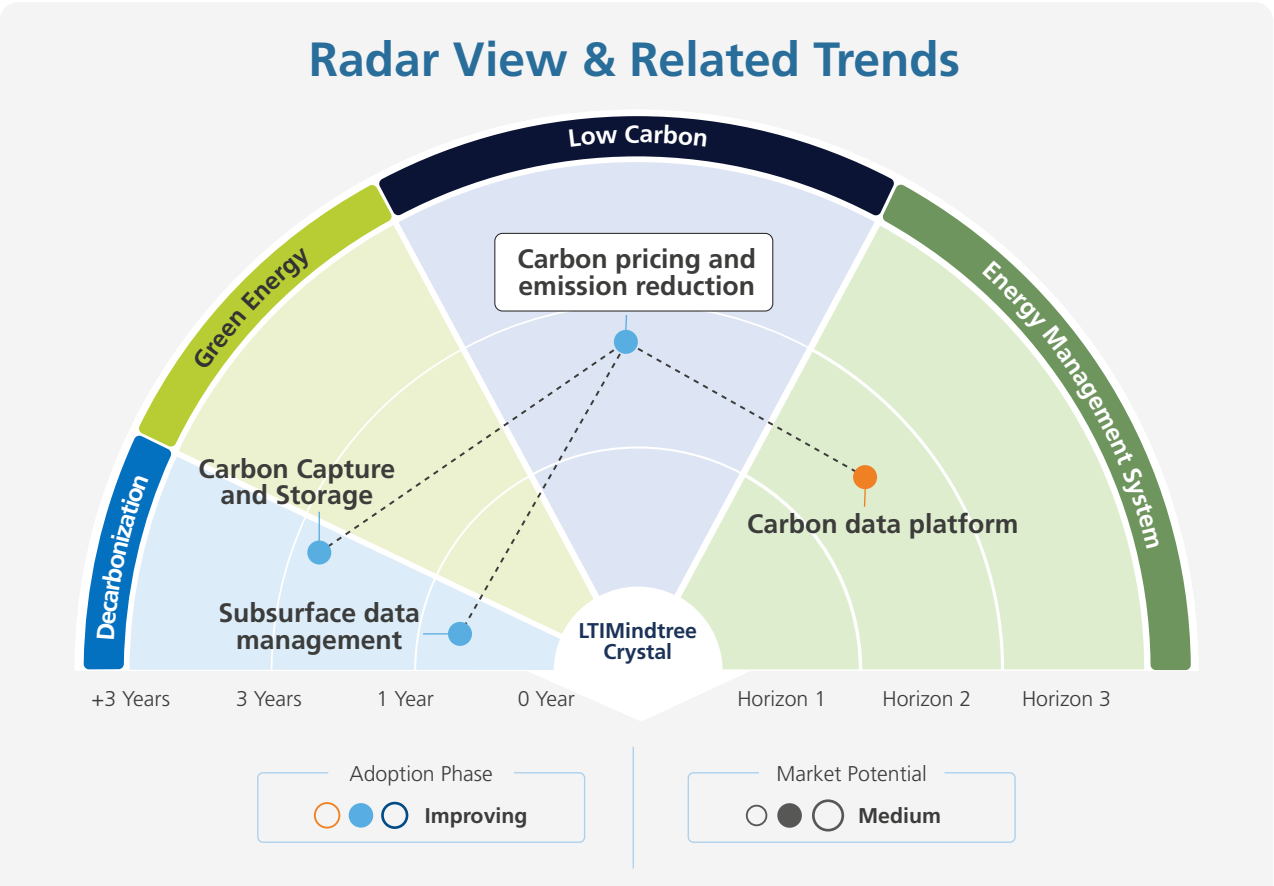 Radar View & Related Trends
Low Carbon
Green Energy
Energy Management System
Decarbonization
Carbon pricing and
emission reduction
Carbon Capture
and Storage
Carbon data platform
Subsurface data
management
LTIMindtree
Crystal
+3 Years
3 Years
1 Year
0 Year
Horizon 1
Horizon 2
Horizon 3
Adoption Phase
Improving
Market Potential
Medium